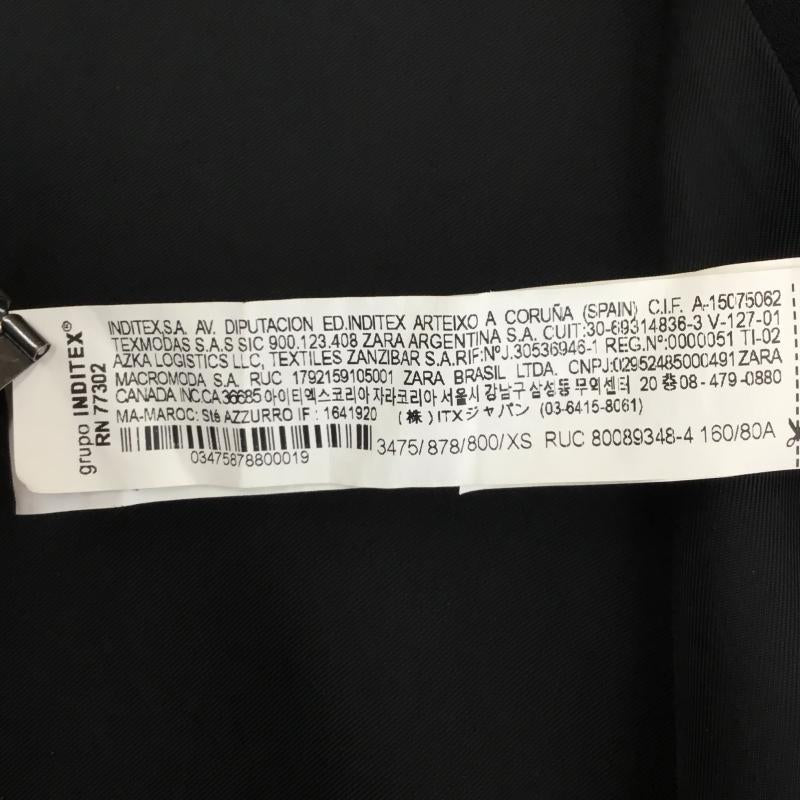 grupo INDITEX®
RN 77302
INDITEX,S.A. AV. DIPUTACION ED.INDITEX ARTEIXO A CORUÑA (SPAIN) C.I.F. A-15075062
TEXMODAS S.A.S SIC 900.123.408 ZARA ARGENTINA S.A. CUIT:30-69314836-3 V-127-01
AZKA LOGISTICS LLC, TEXTILES ZANZIBAR S.A.RIF:NºJ.30536946-1 REG.Nº:0000051 TI-02
MACROMODA S.A. RUC 1792159105001 ZARA BRASIL LTDA. CNPJ:02952485000491 ZARA
CANADA INC CA 36685 아이티엑스코리아 자라코리아 서울시 강남구 삼성동 무역센터 20 층 08-479-0880
MA-MAROC: Sté AZZURRO IF : 1641920 (株) ITXジャパン (03-6415-8061)
03475878800019
3475/878/800/XS RUC 80089348-4 160/80A